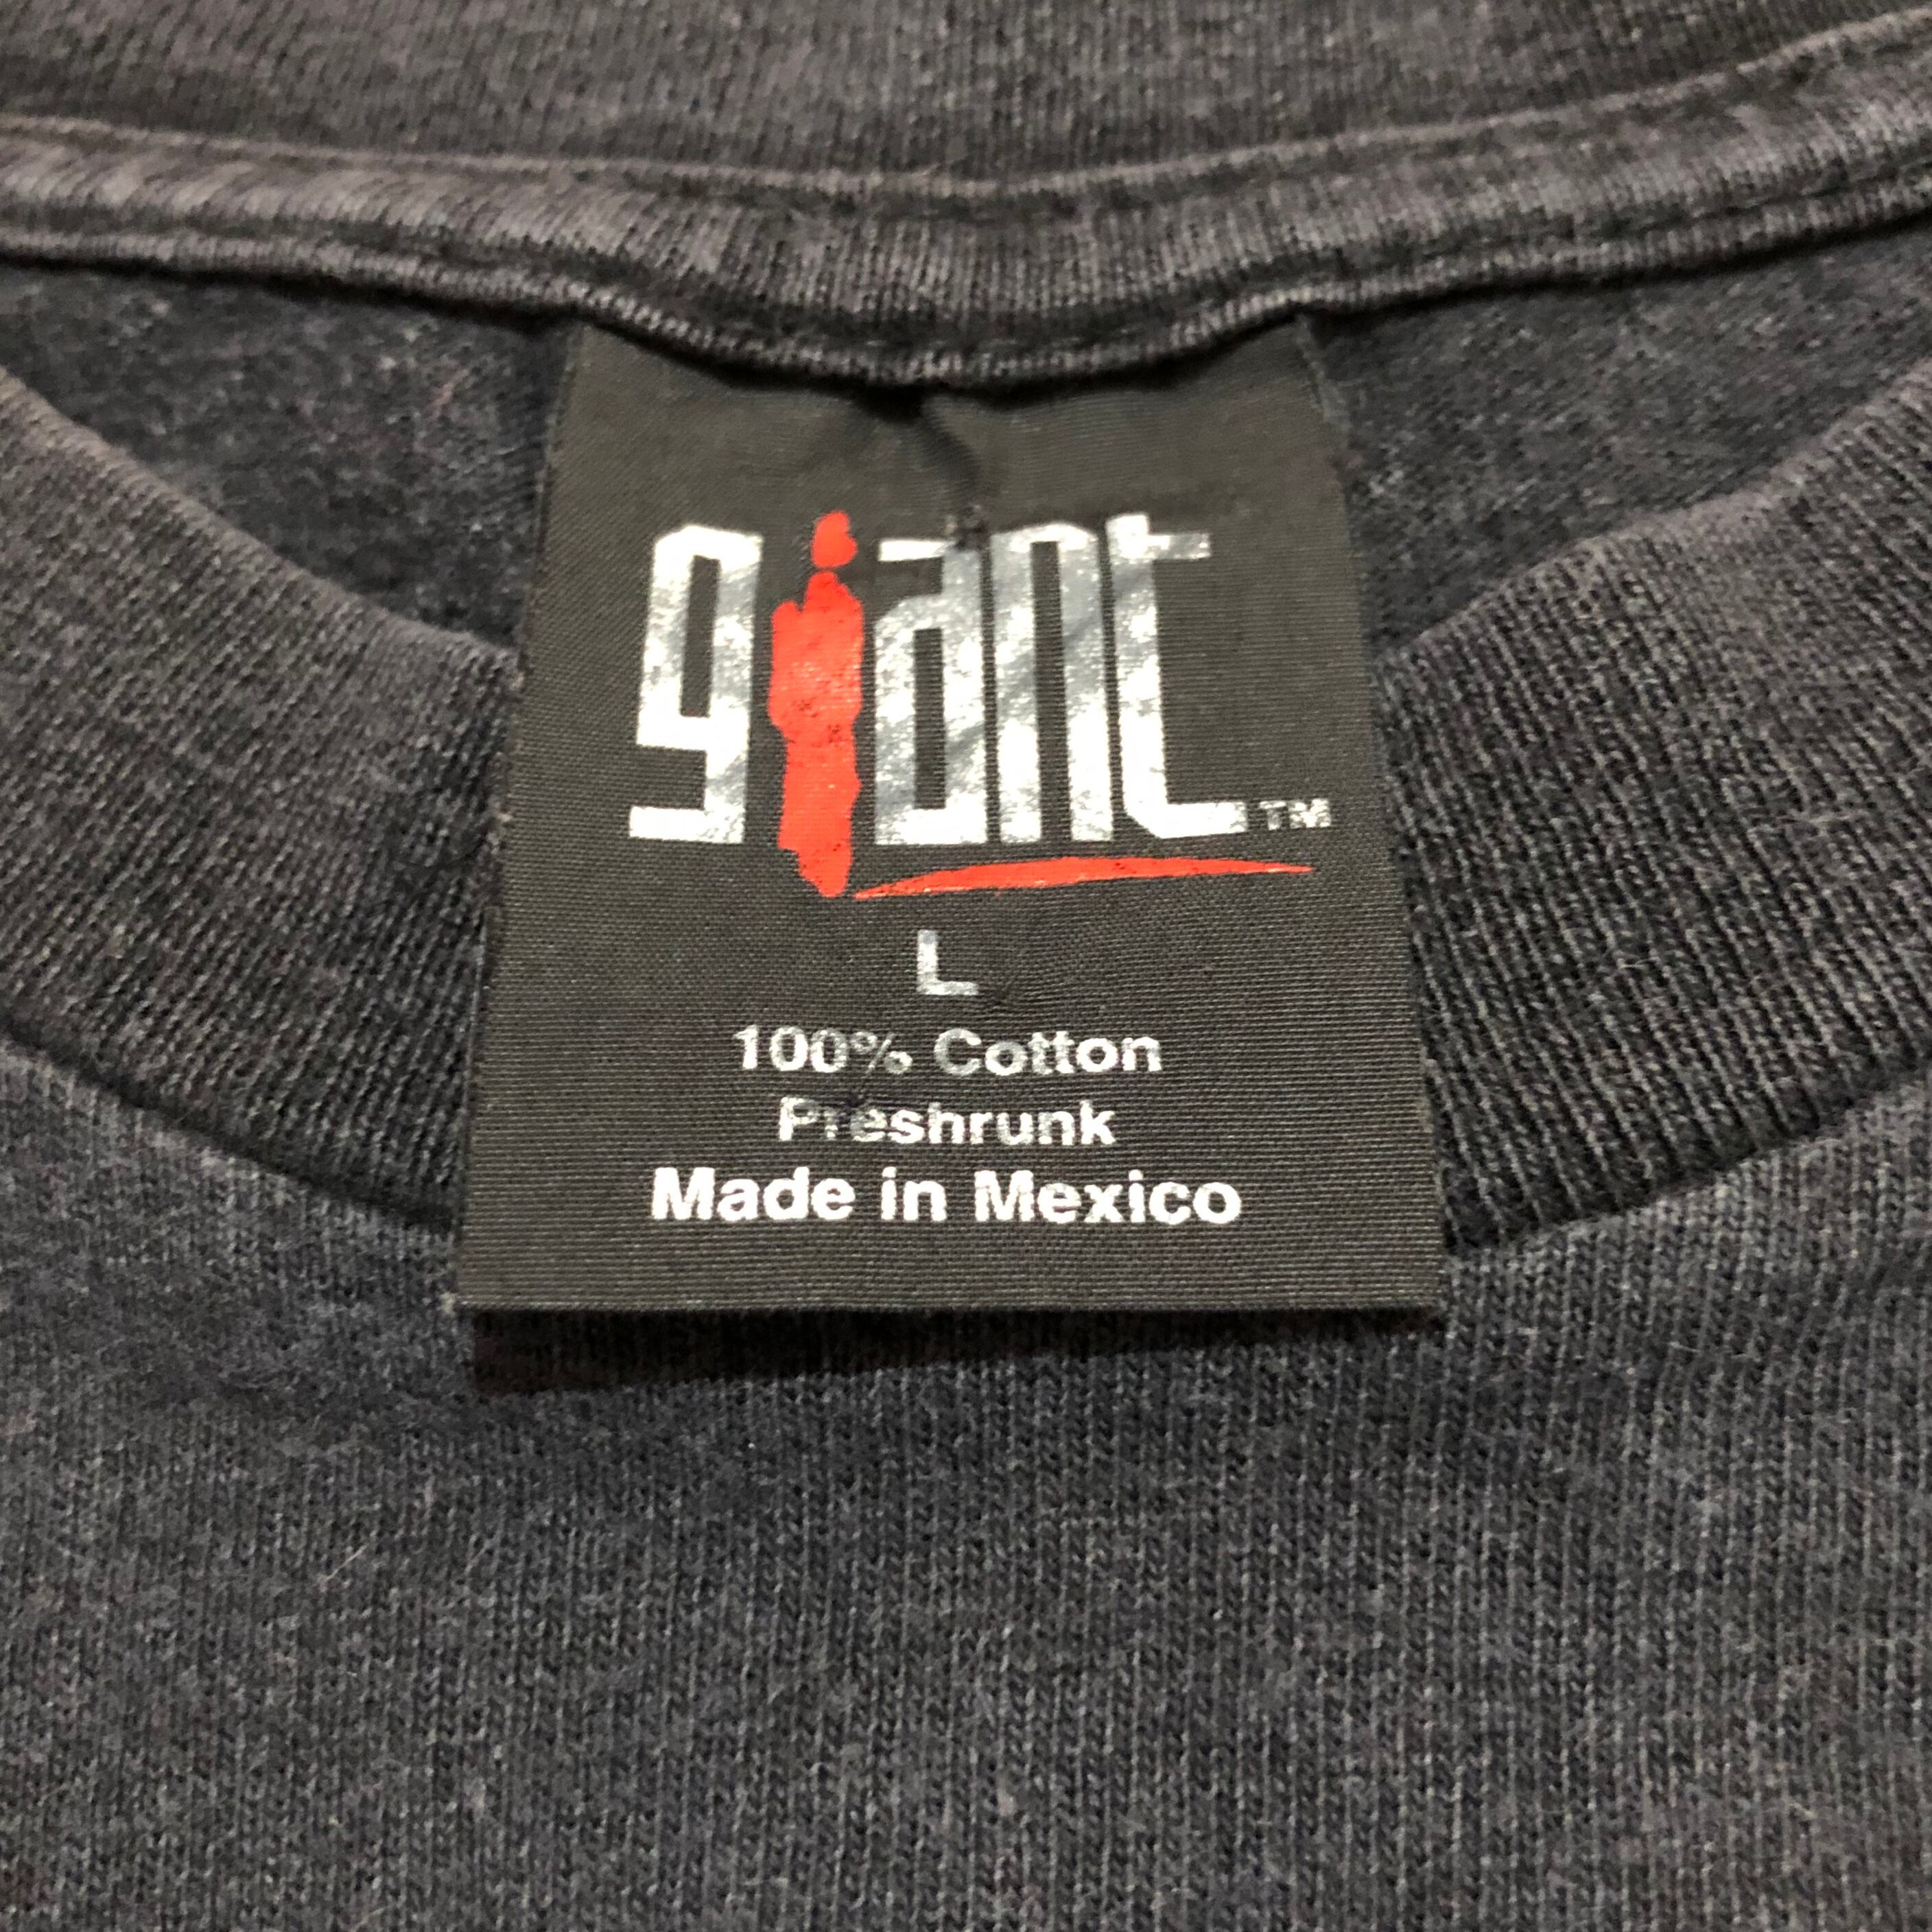 giant™
L
100% Cotton
Preshrunk
Made in Mexico